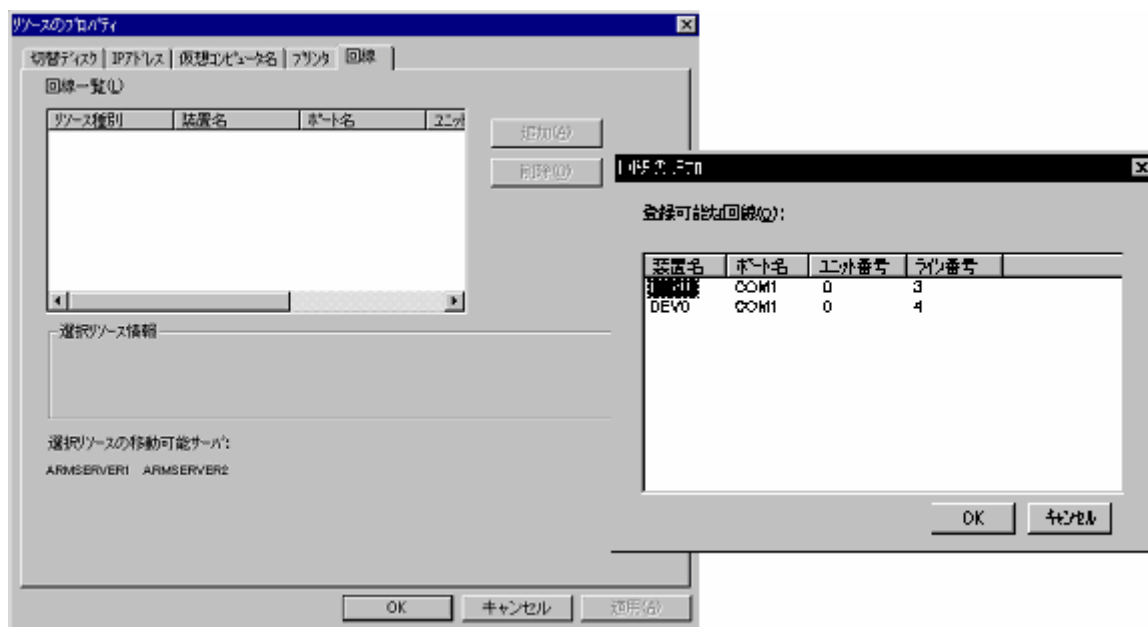 リソースのプロパティ
切替ディスク IPアドレス 仮想コンピュータ名 プリンタ 回線
回線一覧(L)
リソース種別 装置名 ポート名 ユニット
追加(A)
削除(D)
選択リソース情報
選択リソースの移動可能サーバ:
ARMSERVER1 ARMSERVER2
OK キャンセル 適用(A)
登録可能な回線(Q):
装置名 ポート名 ユニット番号 ライン番号
COM1 0 3
DEV0 COM1 0 4
OK キャンセル